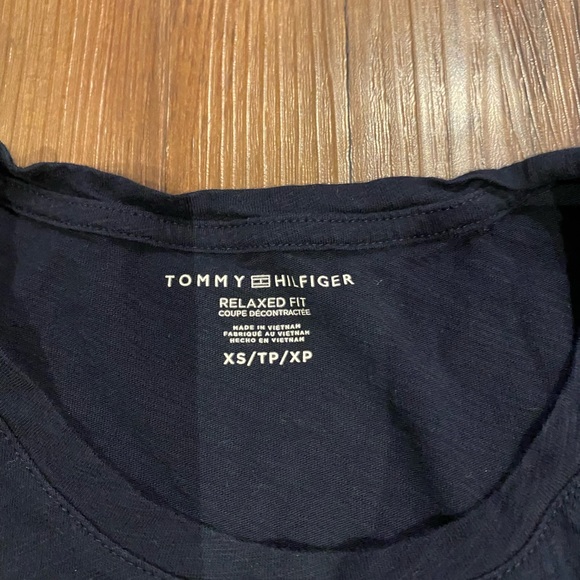 TOMMY HILFIGER
RELAXED FIT
COUPE DÉCONTRACTÉE
MADE IN VIETNAM
FABRIQUÉ AU VIETNAM
HECHO EN VIETNAM
XS/TP/XP